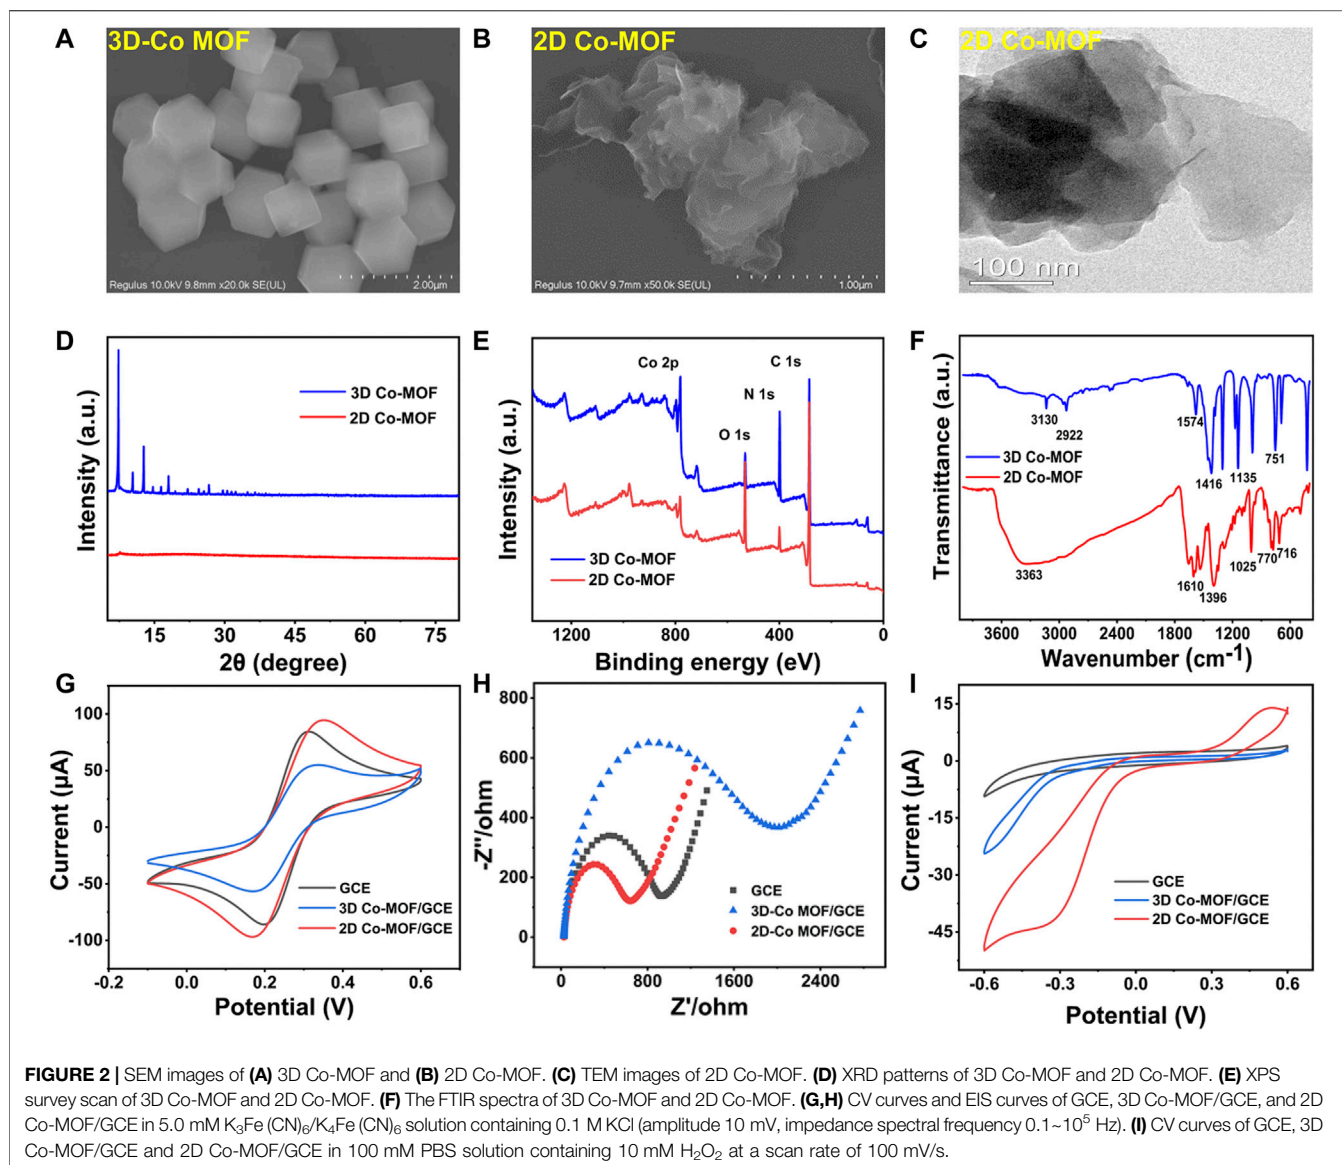 A
3D-Co MOF
Regulus 10.0kV 9.8mm x20.0k SE(UL)
2.00µm
B
2D Co-MOF
Regulus 10.0kV 9.7mm x50.0k SE(UL)
1.00µm
C
2D Co-MOF
100 nm
D
Intensity (a.u.)
3D Co-MOF
2D Co-MOF
15 30 45 60 75
2θ (degree)
E
Intensity (a.u.)
Co 2p
O 1s
N 1s
C 1s
3D Co-MOF
2D Co-MOF
1200 800 400 0
Binding energy (eV)
F
Transmittance (a.u.)
3130
2922
1574
1416
1135
751
3D Co-MOF
2D Co-MOF
3363
1610
1396
1025
770
716
3600 3000 2400 1800 1200 600
Wavenumber (cm-1)
G
Current (µA)
100
50
0
-50
-100
GCE
3D Co-MOF/GCE
2D Co-MOF/GCE
-0.2 0.0 0.2 0.4 0.6
Potential (V)
H
-Z''/ohm
800
600
400
200
0
GCE
3D-Co MOF/GCE
2D-Co MOF/GCE
0 800 1600 2400
Z'/ohm
I
Current (µA)
15
0
-15
-30
-45
GCE
3D Co-MOF/GCE
2D Co-MOF/GCE
-0.6 -0.3 0.0 0.3 0.6
Potential (V)
FIGURE 2 | SEM images of (A) 3D Co-MOF and (B) 2D Co-MOF. (C) TEM images of 2D Co-MOF. (D) XRD patterns of 3D Co-MOF and 2D Co-MOF. (E) XPS
survey scan of 3D Co-MOF and 2D Co-MOF. (F) The FTIR spectra of 3D Co-MOF and 2D Co-MOF. (G,H) CV curves and EIS curves of GCE, 3D Co-MOF/GCE, and 2D
Co-MOF/GCE in 5.0 mM K₃Fe (CN)₆/K₄Fe (CN)₆ solution containing 0.1 M KCl (amplitude 10 mV, impedance spectral frequency 0.1~10⁵ Hz). (I) CV curves of GCE, 3D
Co-MOF/GCE and 2D Co-MOF/GCE in 100 mM PBS solution containing 10 mM H₂O₂ at a scan rate of 100 mV/s.